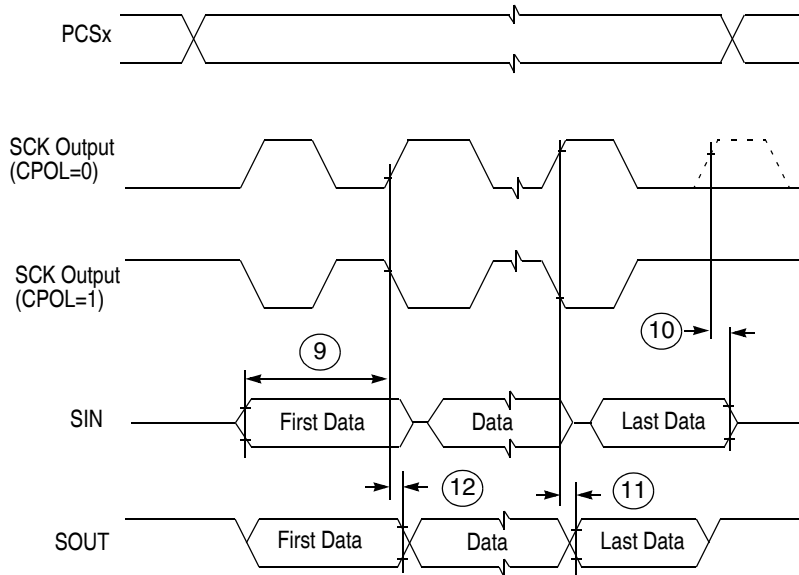 PCSx
SCK Output
(CPOL=0)
SCK Output
(CPOL=1)
10
9
SIN
First Data
Data
Last Data
12
11
SOUT
First Data
Data
Last Data